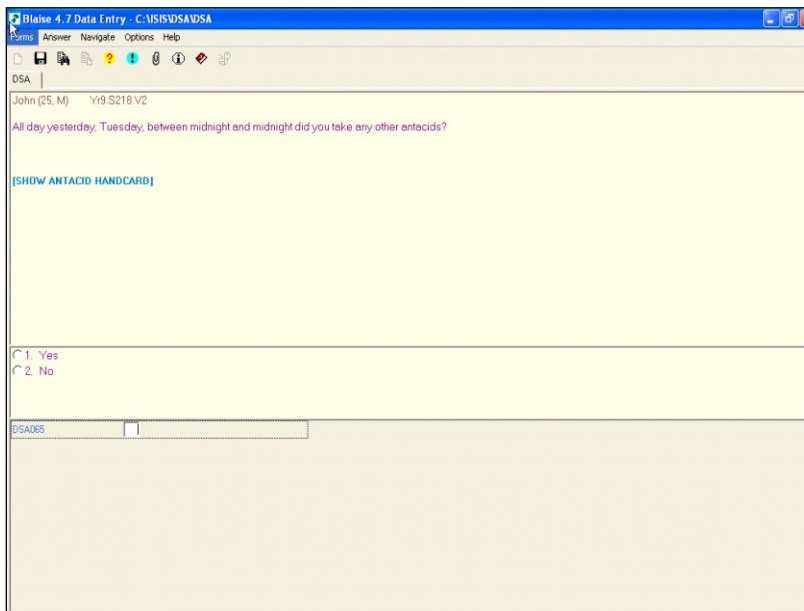 Blaise 4.7 Data Entry - C:\ISIS\DSA\DSA
Forms Answer Navigate Options Help
DSA
John (25, M) Yr9.S218.V2
All day yesterday, Tuesday, between midnight and midnight did you take any other antacids?
[SHOW ANTACID HANDCARD]
1. Yes
2. No
DSA065